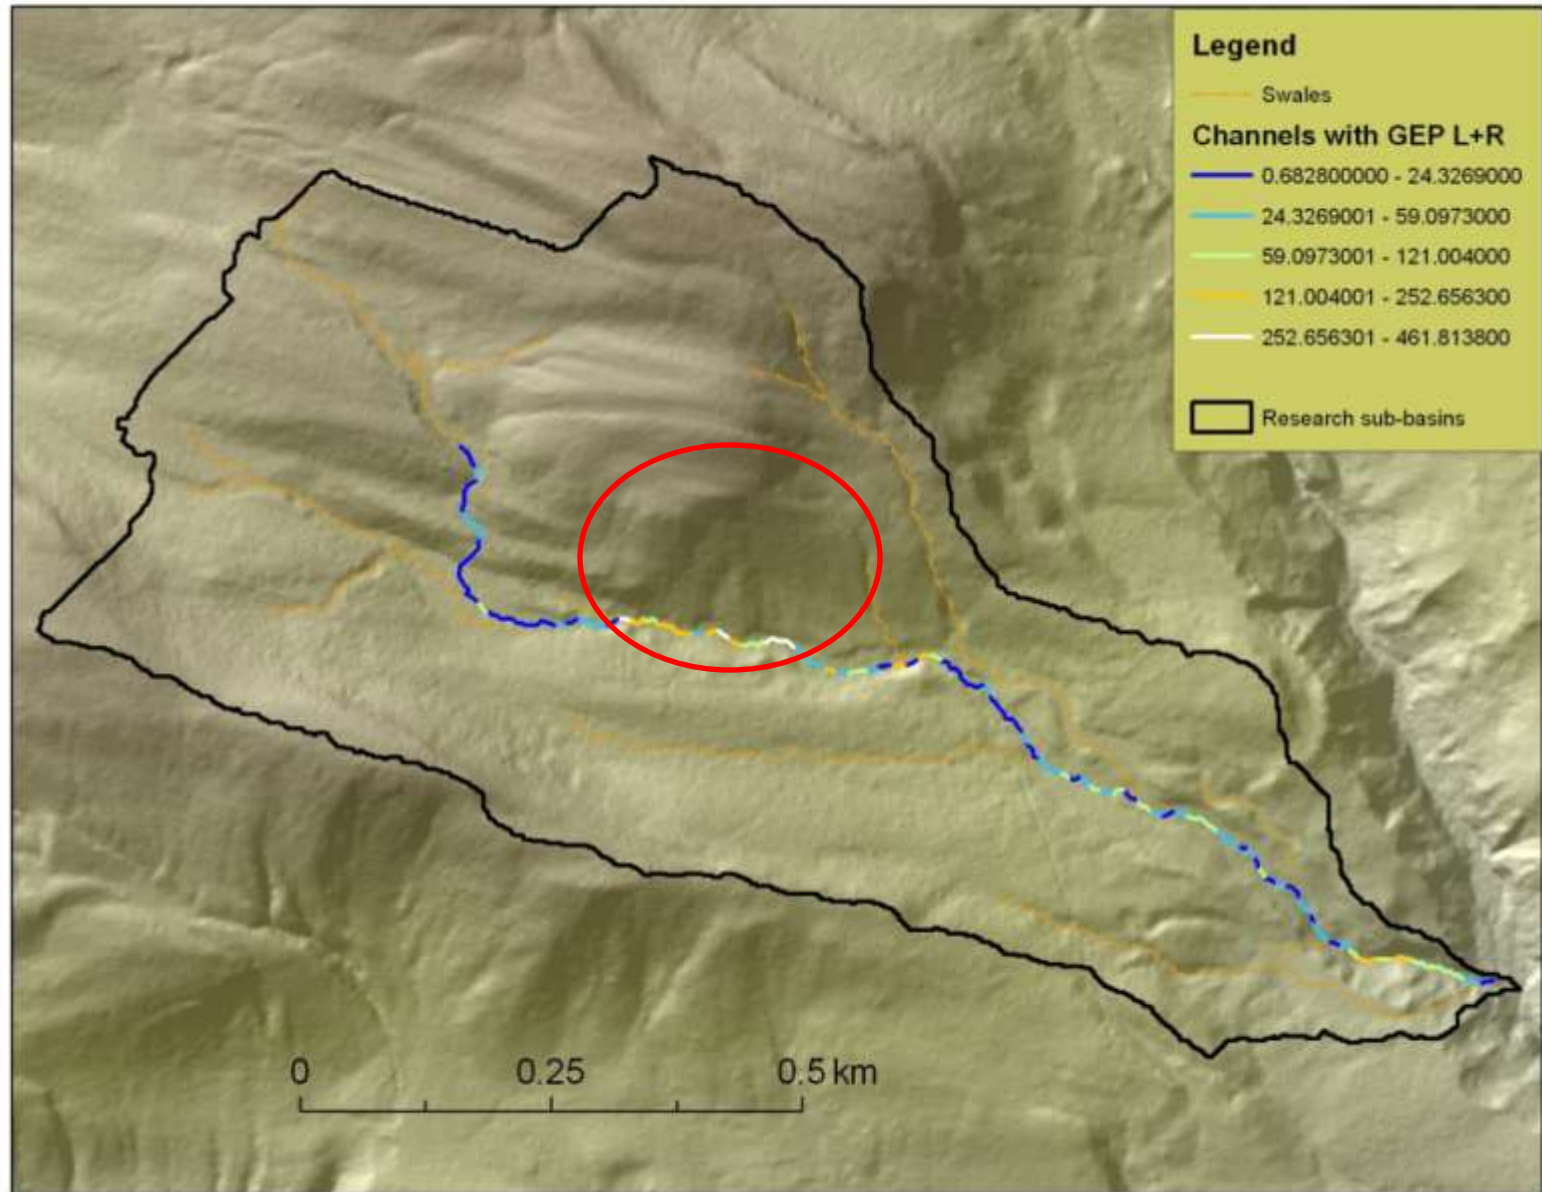 Legend
Swales
Channels with GEP L+R
0.682800000 - 24.3269000
24.3269001 - 59.0973000
59.0973001 - 121.004000
121.004001 - 252.656300
252.656301 - 461.813800
Research sub-basins
0 0.25 0.5 km